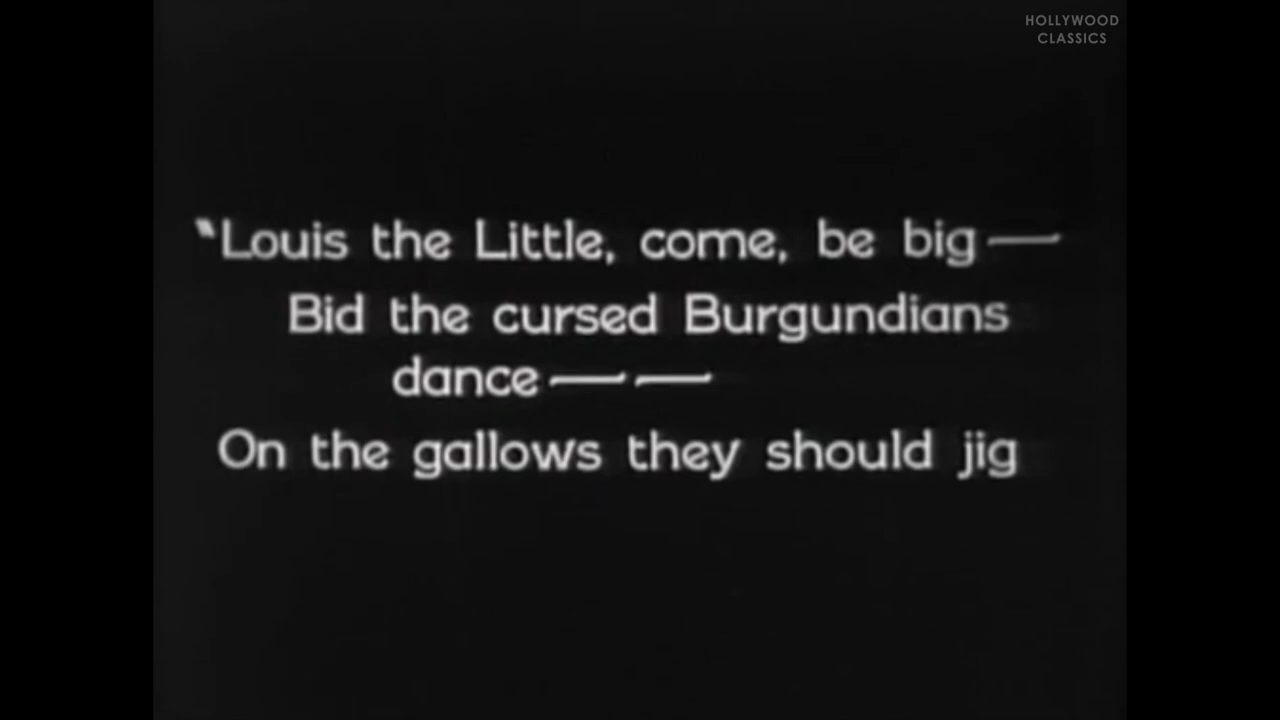 HOLLYWOOD
CLASSICS
"Louis the Little, come, be big—
Bid the cursed Burgundians
dance— —
On the gallows they should jig